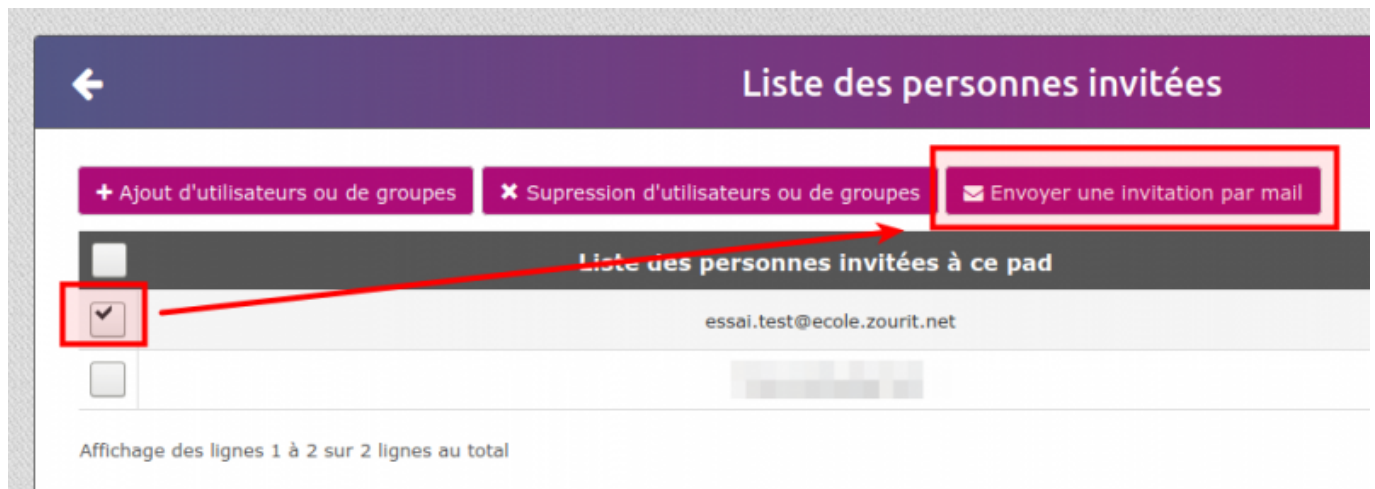 Liste des personnes invitées
Ajout d'utilisateurs ou de groupes
Supression d'utilisateurs ou de groupes
Envoyer une invitation par mail
Liste des personnes invitées à ce pad
essai.test@ecole.zourit.net
Affichage des lignes 1 à 2 sur 2 lignes au total